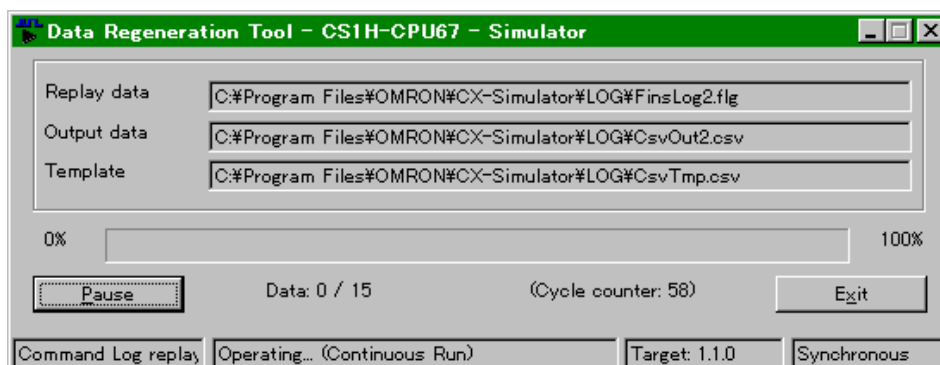 Data Regeneration Tool - CS1H-CPU67 - Simulator
Replay data C:¥Program Files¥OMRON¥CX-Simulator¥LOG¥FinsLog2.flg
Output data C:¥Program Files¥OMRON¥CX-Simulator¥LOG¥CsvOut2.csv
Template C:¥Program Files¥OMRON¥CX-Simulator¥LOG¥CsvTmp.csv
0% 100%
Pause Data: 0 / 15 (Cycle counter: 58) Exit
Command Log replay Operating... (Continuous Run) Target: 1.1.0 Synchronous